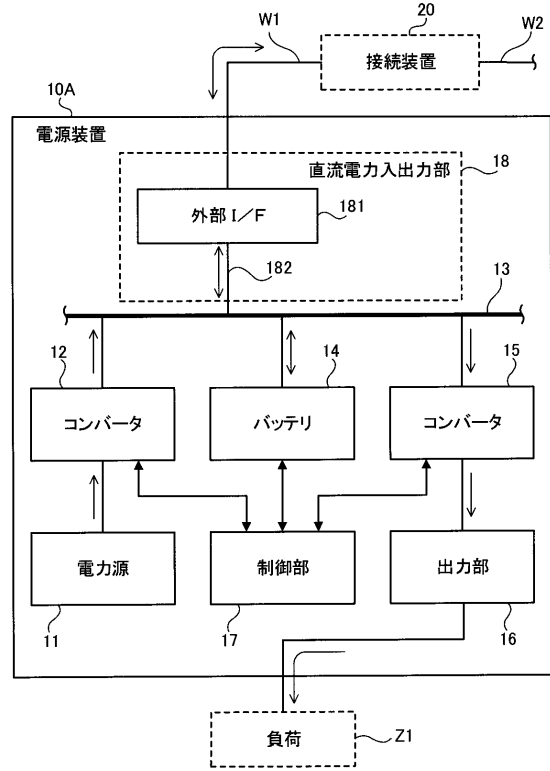 20
W1
接続装置
W2
10A
電源装置
直流電力入出力部
18
外部I／F
181
182
13
12
14
15
コンバータ
バッテリ
コンバータ
電力源
制御部
出力部
11
17
16
負荷
Z1